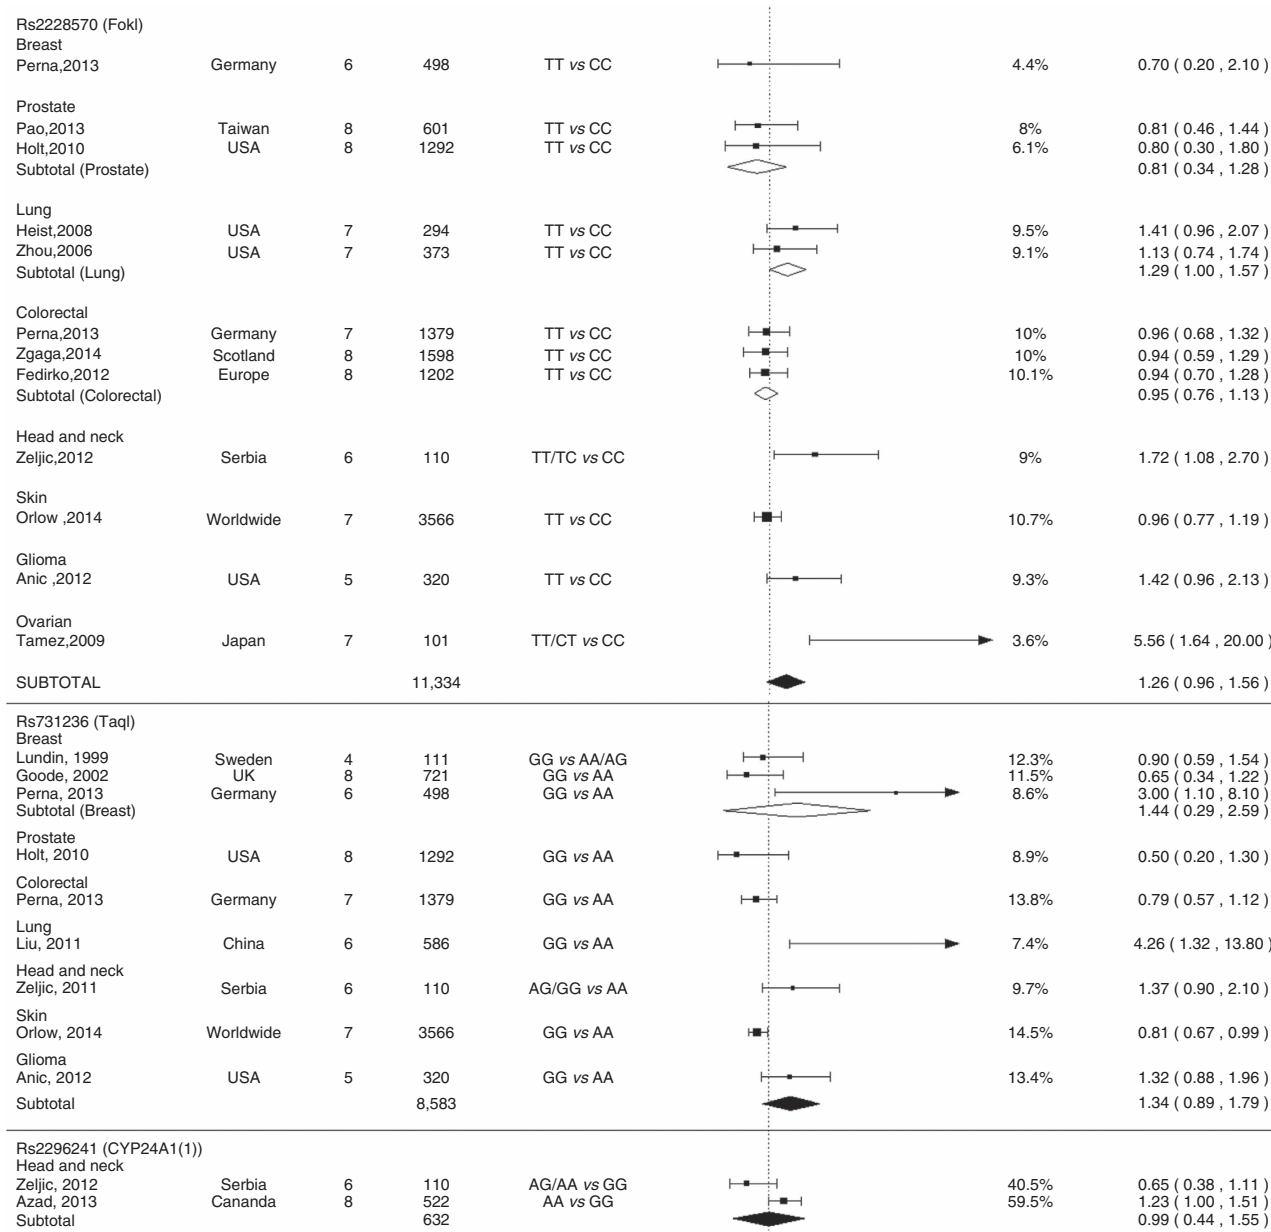 Rs2228570 (Fokl)
Breast
Perna,2013 Germany 6 498 TT vs CC 4.4% 0.70 ( 0.20 , 2.10 )
Prostate
Pao,2013 Taiwan 8 601 TT vs CC 8% 0.81 ( 0.46 , 1.44 )
Holt,2010 USA 8 1292 TT vs CC 6.1% 0.80 ( 0.30 , 1.80 )
Subtotal (Prostate) 0.81 ( 0.34 , 1.28 )
Lung
Heist,2008 USA 7 294 TT vs CC 9.5% 1.41 ( 0.96 , 2.07 )
Zhou,2006 USA 7 373 TT vs CC 9.1% 1.13 ( 0.74 , 1.74 )
Subtotal (Lung) 1.29 ( 1.00 , 1.57 )
Colorectal
Perna,2013 Germany 7 1379 TT vs CC 10% 0.96 ( 0.68 , 1.32 )
Zgaga,2014 Scotland 8 1598 TT vs CC 10% 0.94 ( 0.59 , 1.29 )
Fedirko,2012 Europe 8 1202 TT vs CC 10.1% 0.94 ( 0.70 , 1.28 )
Subtotal (Colorectal) 0.95 ( 0.76 , 1.13 )
Head and neck
Zeljic,2012 Serbia 6 110 TT/TC vs CC 9% 1.72 ( 1.08 , 2.70 )
Skin
Orlow ,2014 Worldwide 7 3566 TT vs CC 10.7% 0.96 ( 0.77 , 1.19 )
Glioma
Anic ,2012 USA 5 320 TT vs CC 9.3% 1.42 ( 0.96 , 2.13 )
Ovarian
Tamez,2009 Japan 7 101 TT/CT vs CC 3.6% 5.56 ( 1.64 , 20.00 )
SUBTOTAL 11,334 1.26 ( 0.96 , 1.56 )
Rs731236 (Taql)
Breast
Lundin, 1999 Sweden 4 111 GG vs AA/AG 12.3% 0.90 ( 0.59 , 1.54 )
Goode, 2002 UK 8 721 GG vs AA 11.5% 0.65 ( 0.34 , 1.22 )
Perna, 2013 Germany 6 498 GG vs AA 8.6% 3.00 ( 1.10 , 8.10 )
Subtotal (Breast) 1.44 ( 0.29 , 2.59 )
Prostate
Holt, 2010 USA 8 1292 GG vs AA 8.9% 0.50 ( 0.20 , 1.30 )
Colorectal
Perna, 2013 Germany 7 1379 GG vs AA 13.8% 0.79 ( 0.57 , 1.12 )
Lung
Liu, 2011 China 6 586 GG vs AA 7.4% 4.26 ( 1.32 , 13.80 )
Head and neck
Zeljic, 2011 Serbia 6 110 AG/GG vs AA 9.7% 1.37 ( 0.90 , 2.10 )
Skin
Orlow, 2014 Worldwide 7 3566 GG vs AA 14.5% 0.81 ( 0.67 , 0.99 )
Glioma
Anic, 2012 USA 5 320 GG vs AA 13.4% 1.32 ( 0.88 , 1.96 )
Subtotal 8,583 1.34 ( 0.89 , 1.79 )
Rs2296241 (CYP24A1(1))
Head and neck
Zeljic, 2012 Serbia 6 110 AG/AA vs GG 40.5% 0.65 ( 0.38 , 1.11 )
Azad, 2013 Cananda 8 522 AA vs GG 59.5% 1.23 ( 1.00 , 1.51 )
Subtotal 632 0.99 ( 0.44 , 1.55 )